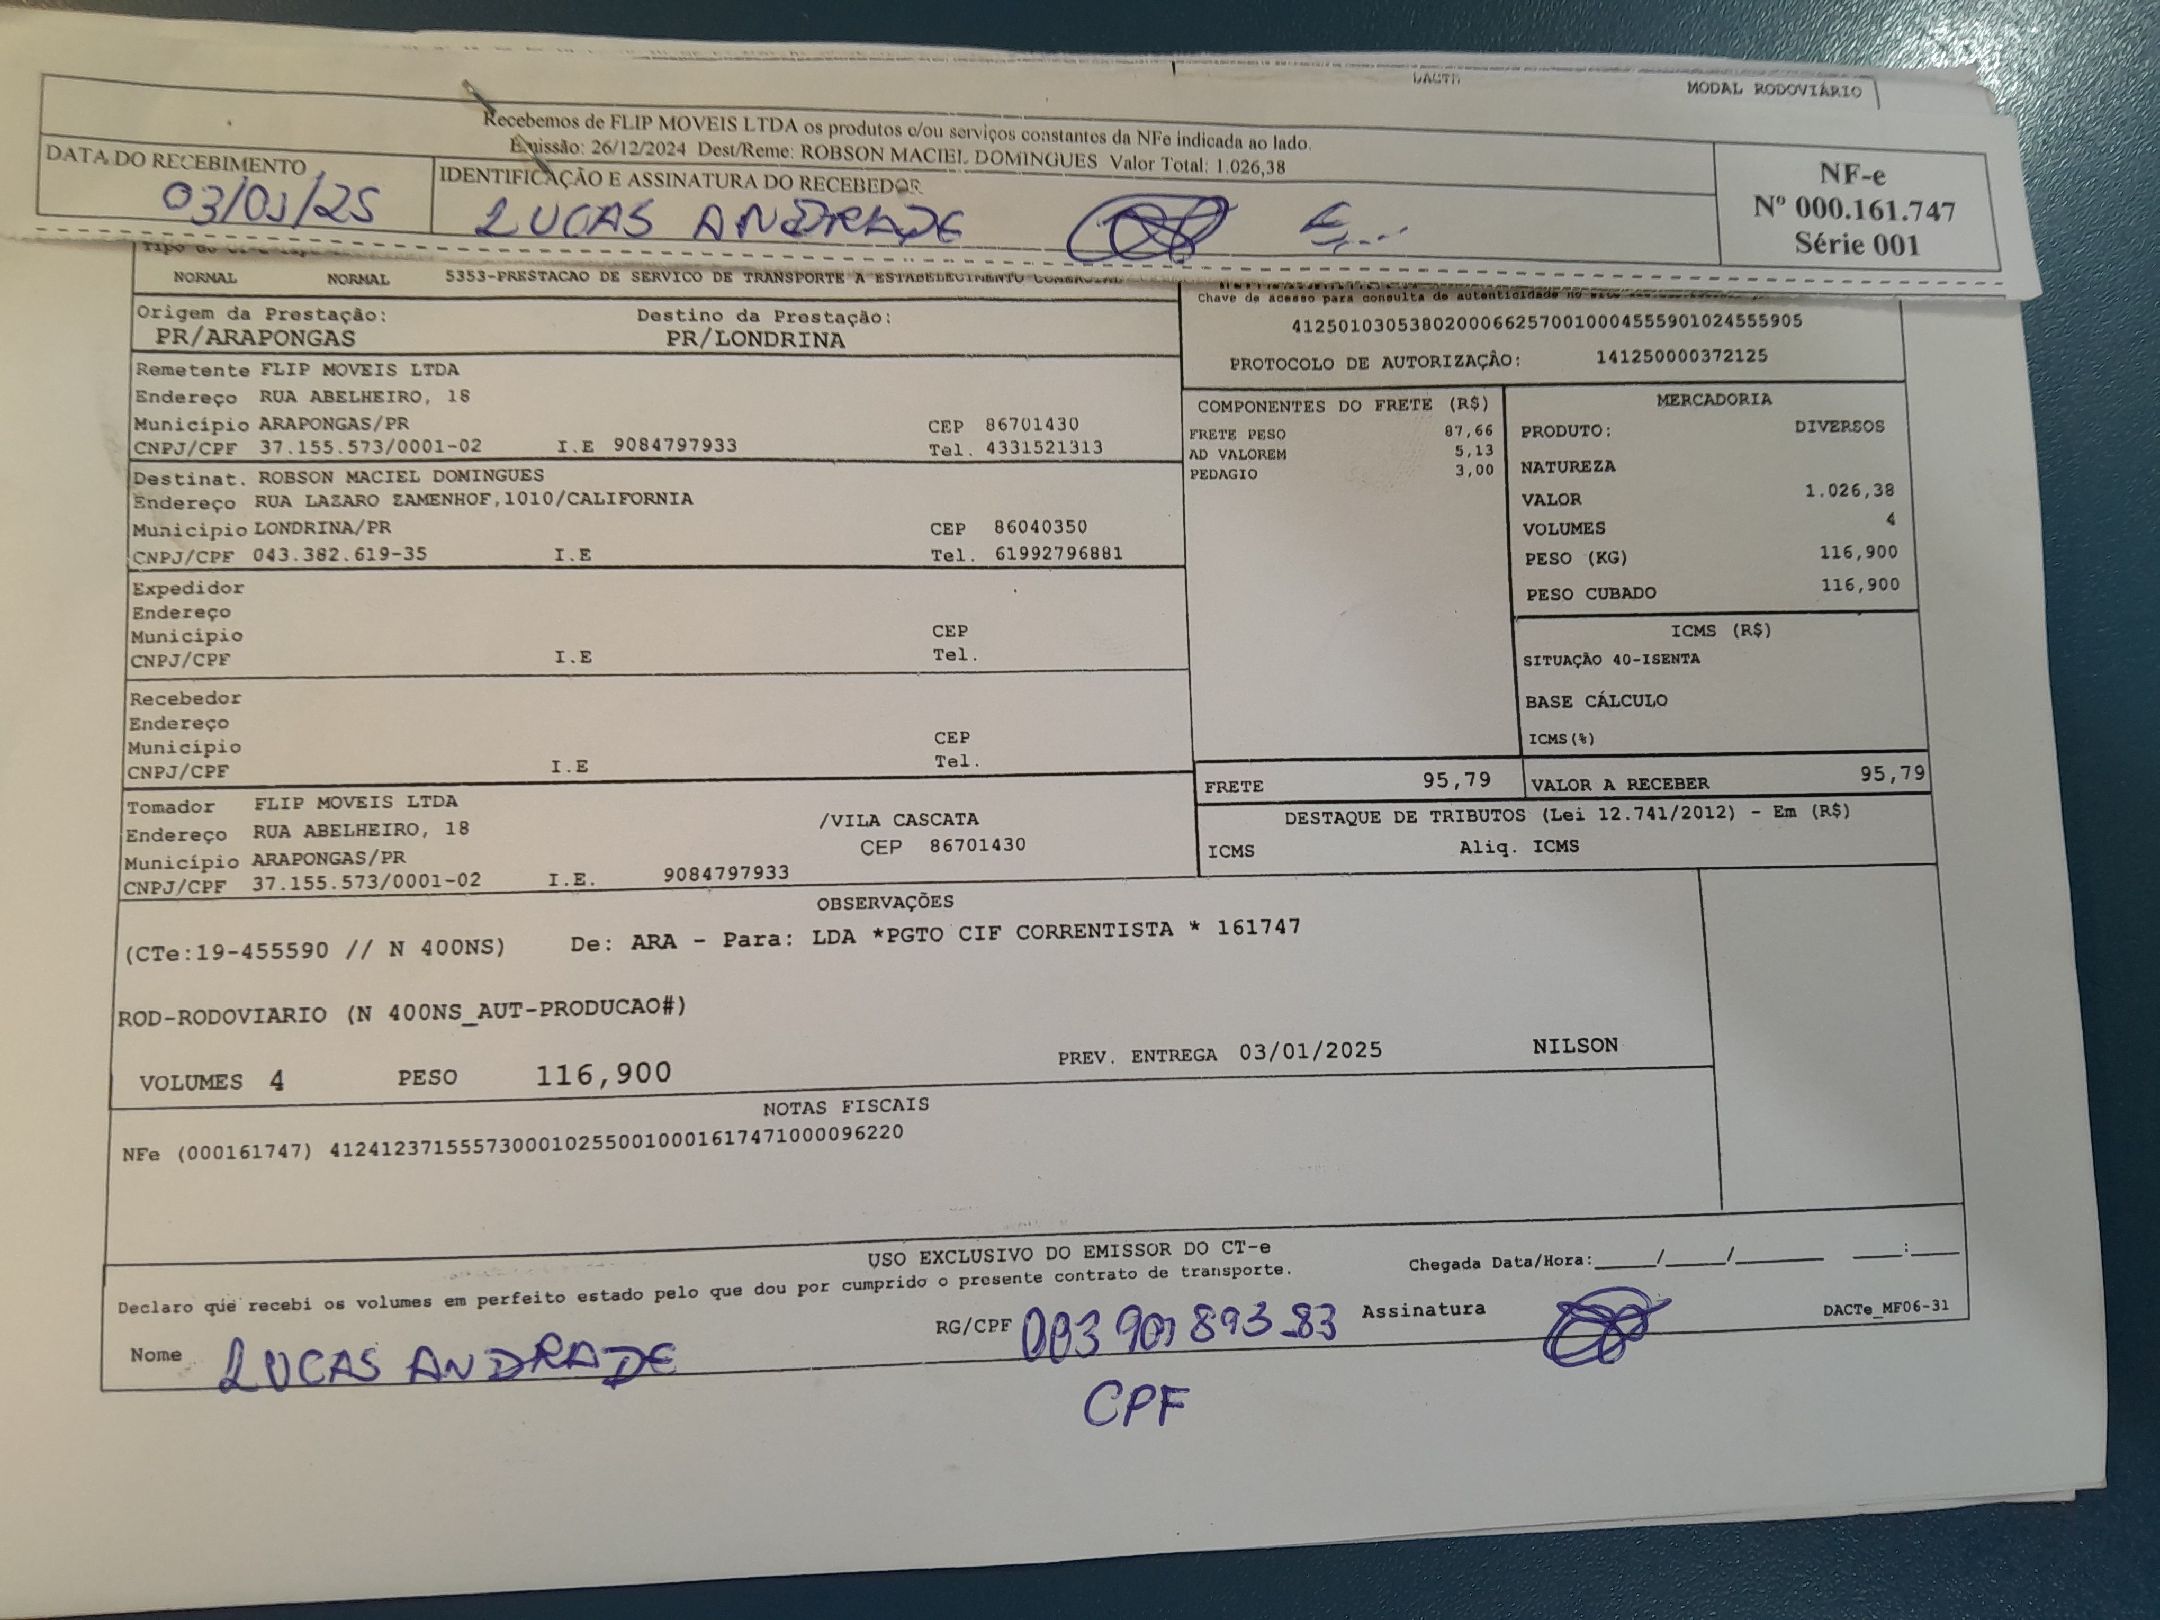 MODAL RODOVIÁRIO
Recebemos de FLIP MOVEIS LTDA os produtos e/ou serviços constantes da NFe indicada ao lado.
Emissão: 26/12/2024 Dest/Reme: ROBSON MACIEL DOMINGUES Valor Total: 1.026,38
DATA DO RECEBIMENTO
03/01/25
IDENTIFICAÇÃO E ASSINATURA DO RECEBEDOR
LUCAS ANDRADE
NF-e
Nº 000.161.747
Série 001
NORMAL NORMAL 5353-PRESTACAO DE SERVICO DE TRANSPORTE A ESTABELECIMENTO COMERCIAL
Chave de acesso para consulta de autenticidade no site
41250103053802000662570010004555901024555905
PROTOCOLO DE AUTORIZAÇÃO: 141250000372125
Origem da Prestação: Destino da Prestação:
PR/ARAPONGAS PR/LONDRINA
Remetente FLIP MOVEIS LTDA
Endereço RUA ABELHEIRO, 18
Município ARAPONGAS/PR CEP 86701430
CNPJ/CPF 37.155.573/0001-02 I.E 9084797933 Tel. 4331521313
Destinat. ROBSON MACIEL DOMINGUES
Endereço RUA LAZARO ZAMENHOF,1010/CALIFORNIA
Município LONDRINA/PR CEP 86040350
CNPJ/CPF 043.382.619-35 I.E Tel. 61992796881
Expedidor
Endereço
Município CEP
CNPJ/CPF I.E Tel.
Recebedor
Endereço
Município CEP
CNPJ/CPF I.E Tel.
Tomador FLIP MOVEIS LTDA
Endereço RUA ABELHEIRO, 18 /VILA CASCATA
Município ARAPONGAS/PR CEP 86701430
CNPJ/CPF 37.155.573/0001-02 I.E. 9084797933
COMPONENTES DO FRETE (R$)
FRETE PESO 87,66
AD VALOREM 5,13
PEDAGIO 3,00
MERCADORIA
PRODUTO: DIVERSOS
NATUREZA
VALOR 1.026,38
VOLUMES 4
PESO (KG) 116,900
PESO CUBADO 116,900
ICMS (R$)
SITUAÇÃO 40-ISENTA
BASE CÁLCULO
ICMS(%)
FRETE 95,79 VALOR A RECEBER 95,79
DESTAQUE DE TRIBUTOS (Lei 12.741/2012) - Em (R$)
ICMS Aliq. ICMS
OBSERVAÇÕES
(CTe:19-455590 // N 400NS) De: ARA - Para: LDA *PGTO CIF CORRENTISTA * 161747
ROD-RODOVIARIO (N 400NS_AUT-PRODUCAO#)
VOLUMES 4 PESO 116,900 PREV. ENTREGA 03/01/2025 NILSON
NOTAS FISCAIS
NFe (000161747) 41241237155573000102550010001617471000096220
USO EXCLUSIVO DO EMISSOR DO CT-e
Declaro que recebi os volumes em perfeito estado pelo que dou por cumprido o presente contrato de transporte.
Chegada Data/Hora:_____/_____/_______ ____:____
Nome LUCAS ANDRADE RG/CPF Assinatura DACTe_MF06-31
CPF